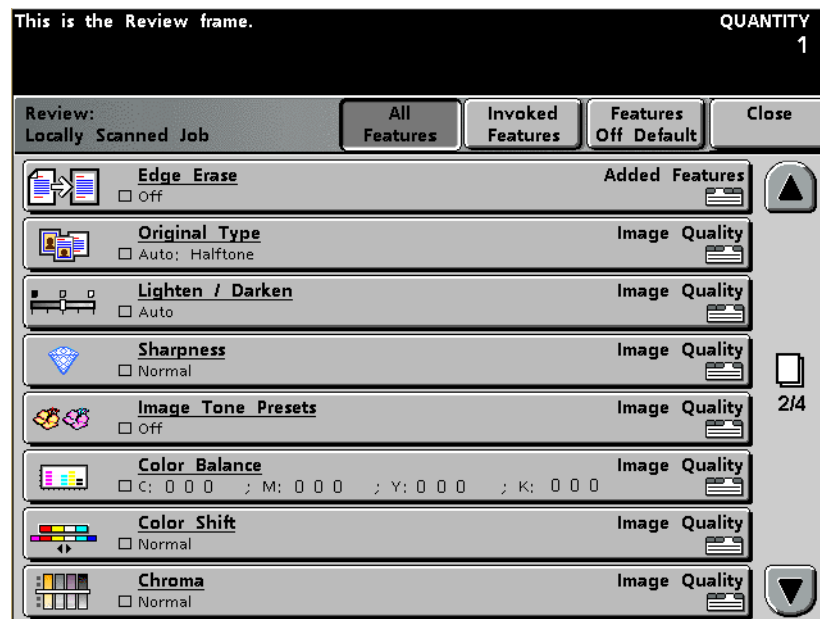 This is the Review frame.
QUANTITY
1
Review:
Locally Scanned Job
All
Features
Invoked
Features
Features
Off Default
Close
Edge Erase
Off
Added Features
Original Type
Auto; Halftone
Image Quality
Lighten / Darken
Auto
Image Quality
Sharpness
Normal
Image Quality
2/4
Image Tone Presets
Off
Image Quality
Color Balance
C: 0 0 0 ; M: 0 0 0 ; Y: 0 0 0 ; K: 0 0 0
Image Quality
Color Shift
Normal
Image Quality
Chroma
Normal
Image Quality